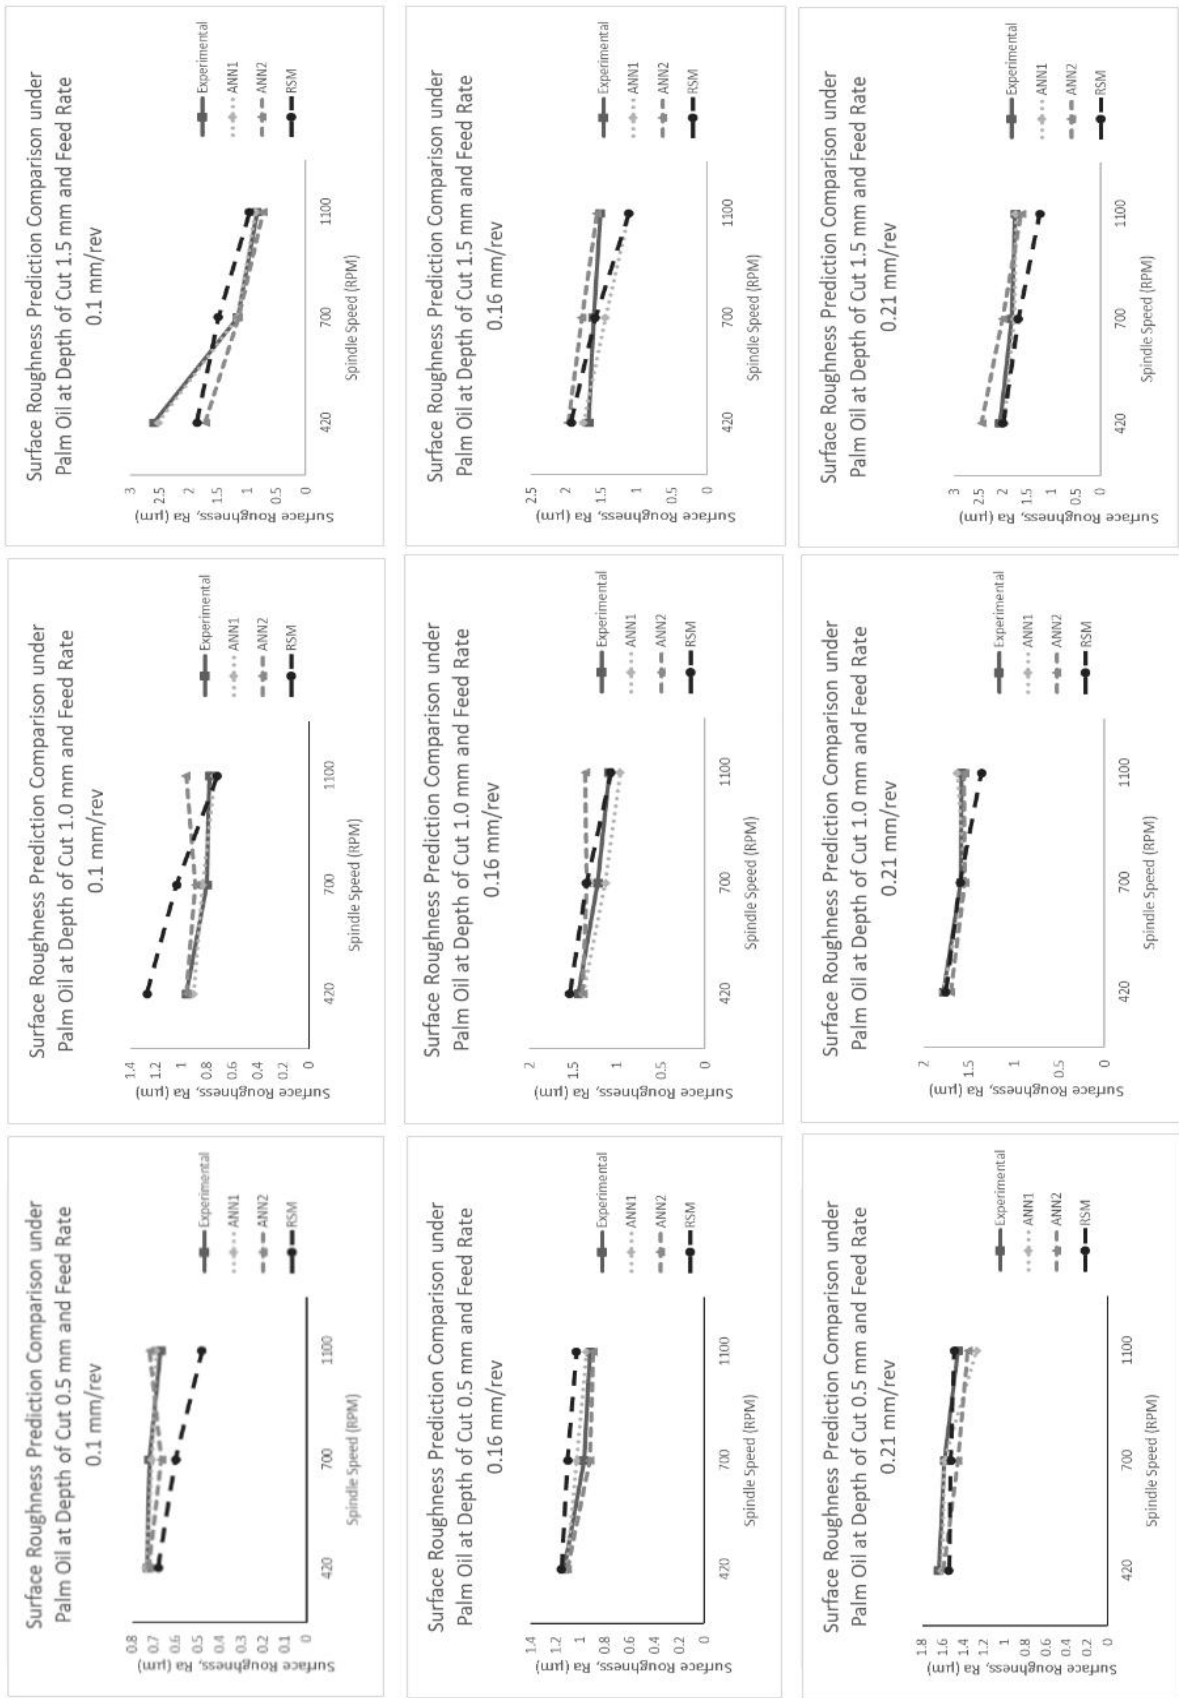 Surface Roughness Prediction Comparison under
Palm Oil at Depth of Cut 0.5 mm and Feed Rate
0.1 mm/rev
Surface Roughness, Ra (µm)
0.8
0.7
0.6
0.5
0.4
0.3
0.2
0.1
0
420
700
1100
Spindle Speed (RPM)
Experimental
ANN1
ANN2
RSM
Surface Roughness Prediction Comparison under
Palm Oil at Depth of Cut 1.0 mm and Feed Rate
0.1 mm/rev
Surface Roughness, Ra (µm)
1.4
1.2
1
0.8
0.6
0.4
0.2
0
420
700
1100
Spindle Speed (RPM)
Experimental
ANN1
ANN2
RSM
Surface Roughness Prediction Comparison under
Palm Oil at Depth of Cut 1.5 mm and Feed Rate
0.1 mm/rev
Surface Roughness, Ra (µm)
3
2.5
2
1.5
1
0.5
0
420
700
1100
Spindle Speed (RPM)
Experimental
ANN1
ANN2
RSM
Surface Roughness Prediction Comparison under
Palm Oil at Depth of Cut 0.5 mm and Feed Rate
0.16 mm/rev
Surface Roughness, Ra (µm)
1.4
1.2
1
0.8
0.6
0.4
0.2
0
420
700
1100
Spindle Speed (RPM)
Experimental
ANN1
ANN2
RSM
Surface Roughness Prediction Comparison under
Palm Oil at Depth of Cut 1.0 mm and Feed Rate
0.16 mm/rev
Surface Roughness, Ra (µm)
2
1.5
1
0.5
0
420
700
1100
Spindle Speed (RPM)
Experimental
ANN1
ANN2
RSM
Surface Roughness Prediction Comparison under
Palm Oil at Depth of Cut 1.5 mm and Feed Rate
0.16 mm/rev
Surface Roughness, Ra (µm)
2.5
2
1.5
1
0.5
0
420
700
1100
Spindle Speed (RPM)
Experimental
ANN1
ANN2
RSM
Surface Roughness Prediction Comparison under
Palm Oil at Depth of Cut 0.5 mm and Feed Rate
0.21 mm/rev
Surface Roughness, Ra (µm)
1.8
1.6
1.4
1.2
1
0.8
0.6
0.4
0.2
0
420
700
1100
Spindle Speed (RPM)
Experimental
ANN1
ANN2
RSM
Surface Roughness Prediction Comparison under
Palm Oil at Depth of Cut 1.0 mm and Feed Rate
0.21 mm/rev
Surface Roughness, Ra (µm)
2
1.5
1
0.5
0
420
700
1100
Spindle Speed (RPM)
Experimental
ANN1
ANN2
RSM
Surface Roughness Prediction Comparison under
Palm Oil at Depth of Cut 1.5 mm and Feed Rate
0.21 mm/rev
Surface Roughness, Ra (µm)
3
2.5
2
1.5
1
0.5
0
420
700
1100
Spindle Speed (RPM)
Experimental
ANN1
ANN2
RSM